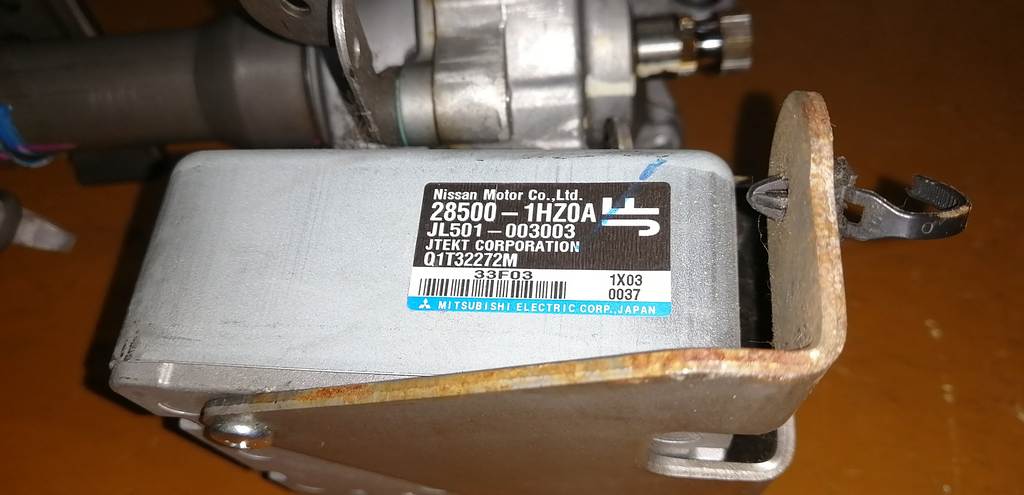 Nissan Motor Co.,Ltd.
28500-1HZ0A
JL501-003003
JTEKT CORPORATION
Q1T32272M
33F03
1X03
0037
MITSUBISHI ELECTRIC CORP.,JAPAN